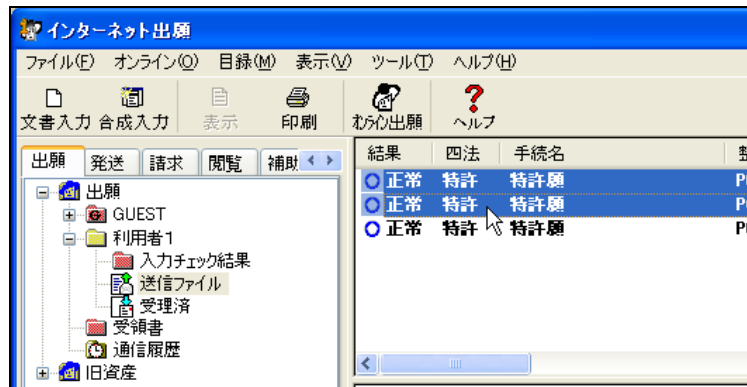 インターネット出願
ファイル(F) オンライン(O) 目録(M) 表示(V) ツール(T) ヘルプ(H)
文書入力 合成入力 表示 印刷 オンライン出願 ヘルプ
出願 発送 請求 閲覧 補助
出願
GUEST
利用者1
入力チェック結果
送信ファイル
受理済
受領書
通信履歴
旧資産
結果 四法 手続名 整
正常 特許 特許願
正常 特許 特許願
正常 特許 特許願